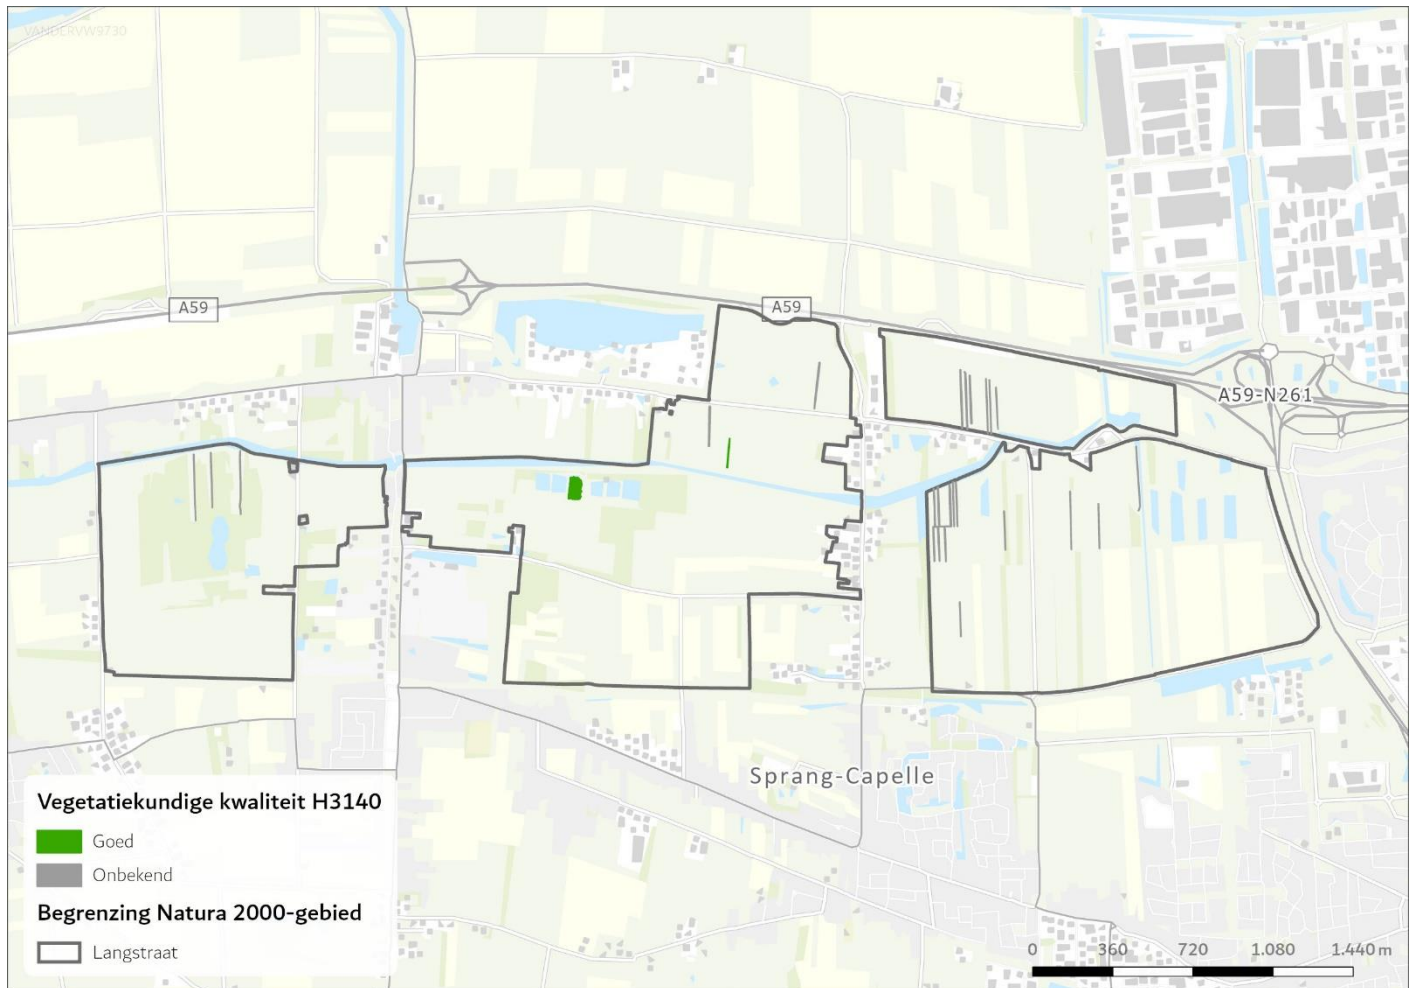 VANDERVW9730
A59
A59
A59-N261
Sprang-Capelle
Vegetatiekundige kwaliteit H3140
Goed
Onbekend
Begrenzing Natura 2000-gebied
Langstraat
0 360 720 1.080 1.440 m